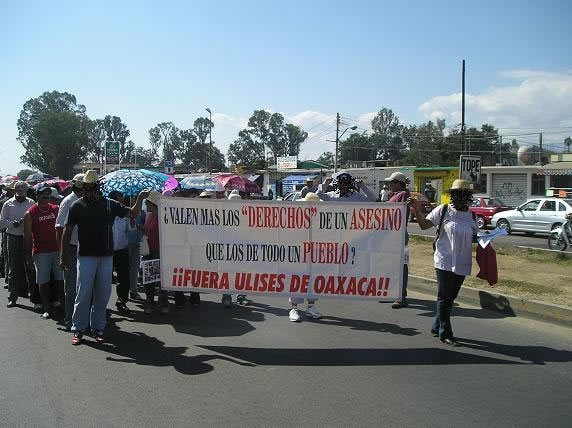 ¿VALEN MAS LOS "DERECHOS" DE UN ASESINO
QUE LOS DE TODO UN PUEBLO?
¡¡FUERA ULISES DE OAXACA!!
TOPE